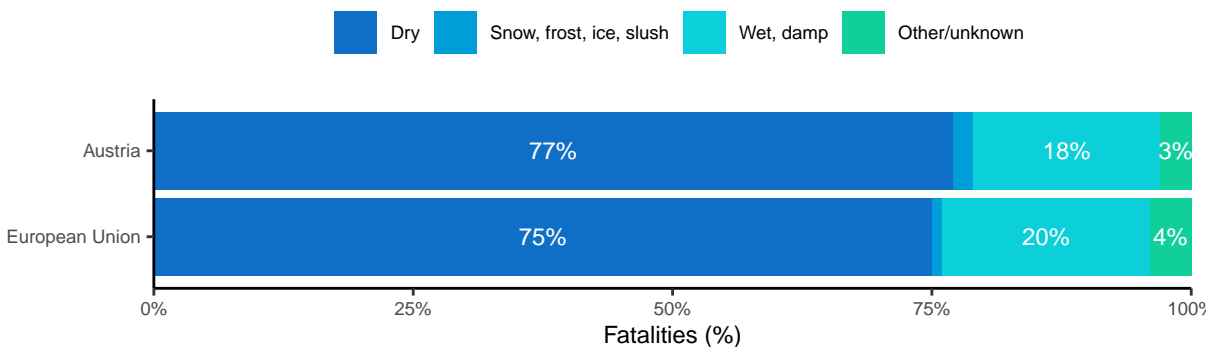 Dry Snow, frost, ice, slush Wet, damp Other/unknown
Austria 77% 18% 3%
European Union 75% 20% 4%
0% 25% 50% 75% 100%
Fatalities (%)